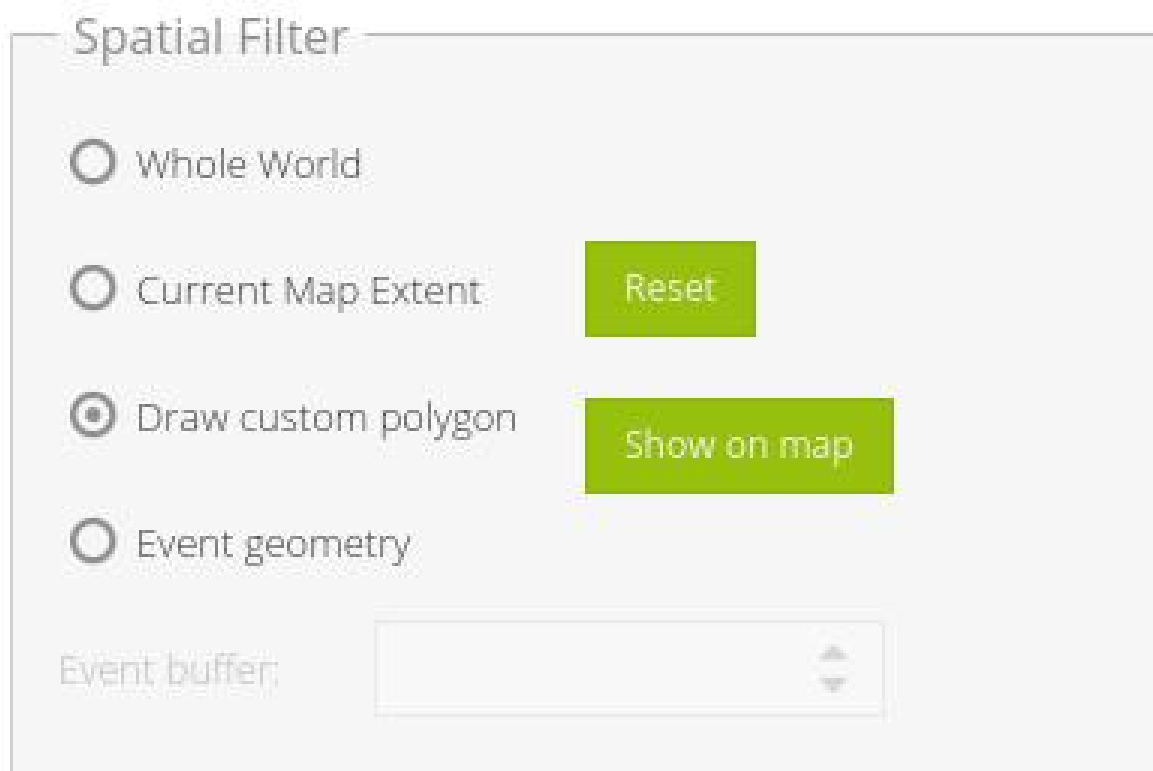 Spatial Filter
Whole World
Current Map Extent
Reset
Draw custom polygon
Show on map
Event geometry
Event buffer: